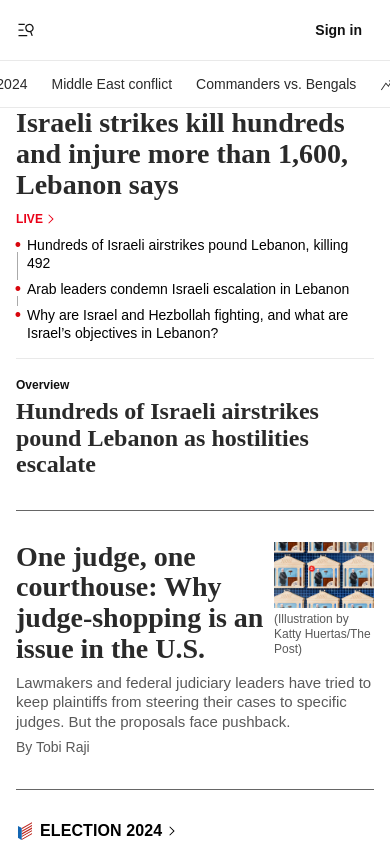 Sign in
2024
Middle East conflict
Commanders vs. Bengals
Israeli strikes kill hundreds
and injure more than 1,600,
Lebanon says
LIVE
Hundreds of Israeli airstrikes pound Lebanon, killing
492
Arab leaders condemn Israeli escalation in Lebanon
Why are Israel and Hezbollah fighting, and what are
Israel’s objectives in Lebanon?
Overview
Hundreds of Israeli airstrikes
pound Lebanon as hostilities
escalate
One judge, one
courthouse: Why
judge-shopping is an
issue in the U.S.
(Illustration by
Katty Huertas/The
Post)
Lawmakers and federal judiciary leaders have tried to
keep plaintiffs from steering their cases to specific
judges. But the proposals face pushback.
By Tobi Raji
ELECTION 2024